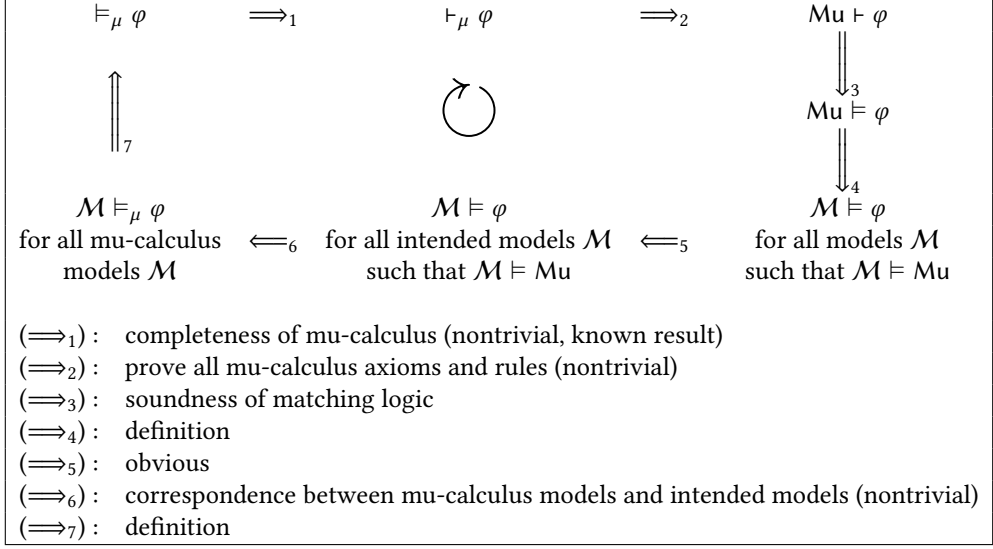 ⊨μ φ ⟹1 ⊢μ φ ⟹2 Mu ⊢ φ
3
Mu ⊨ φ
7
4
ℳ ⊨μ φ ℳ ⊨ φ ℳ ⊨ φ
for all mu-calculus ⟸6 for all intended models ℳ ⟸5 for all models ℳ
models ℳ such that ℳ ⊨ Mu such that ℳ ⊨ Mu
(⟹1) : completeness of mu-calculus (nontrivial, known result)
(⟹2) : prove all mu-calculus axioms and rules (nontrivial)
(⟹3) : soundness of matching logic
(⟹4) : definition
(⟹5) : obvious
(⟹6) : correspondence between mu-calculus models and intended models (nontrivial)
(⟹7) : definition